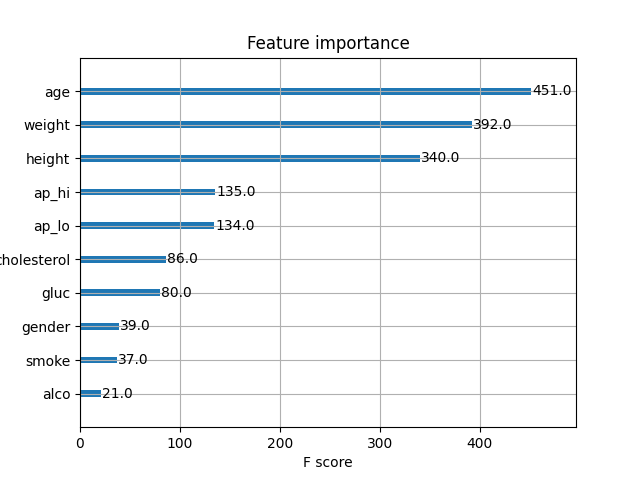 Feature importance
age 451.0
weight 392.0
height 340.0
ap_hi 135.0
ap_lo 134.0
cholesterol 86.0
gluc 80.0
gender 39.0
smoke 37.0
alco 21.0
0 100 200 300 400
F score